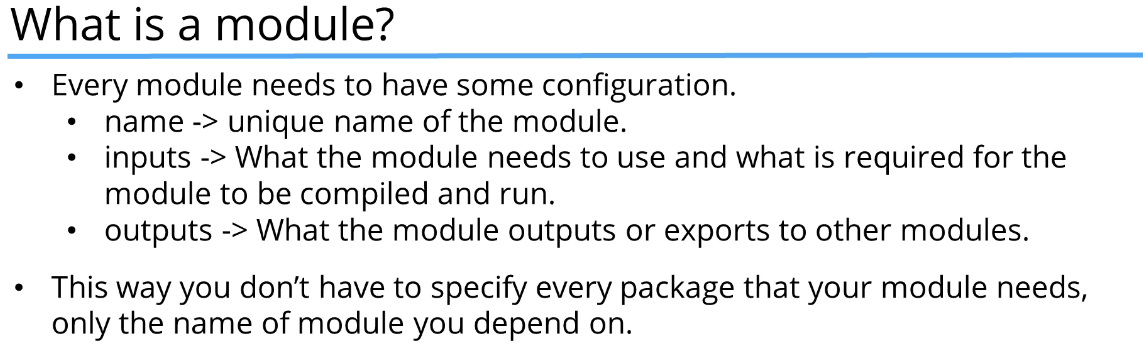 What is a module?
• Every module needs to have some configuration.
• name -> unique name of the module.
• inputs -> What the module needs to use and what is required for the
module to be compiled and run.
• outputs -> What the module outputs or exports to other modules.
• This way you don’t have to specify every package that your module needs,
only the name of module you depend on.